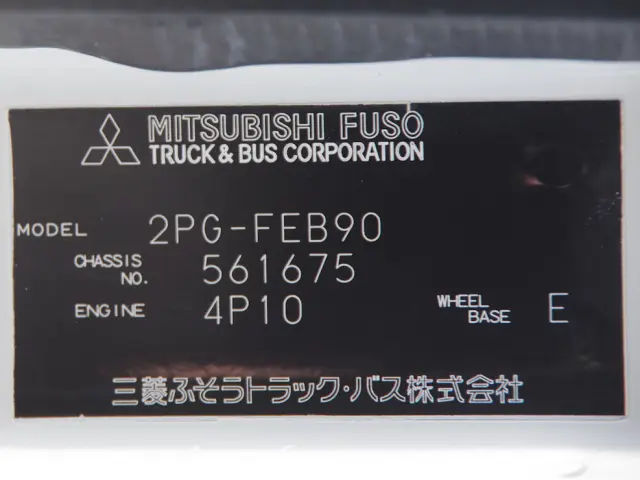 MITSUBISHI FUSO
TRUCK & BUS CORPORATION
MODEL 2PG-FEB90
CHASSIS NO. 561675
ENGINE 4P10 WHEEL BASE E
三菱ふそうトラック・バス株式会社